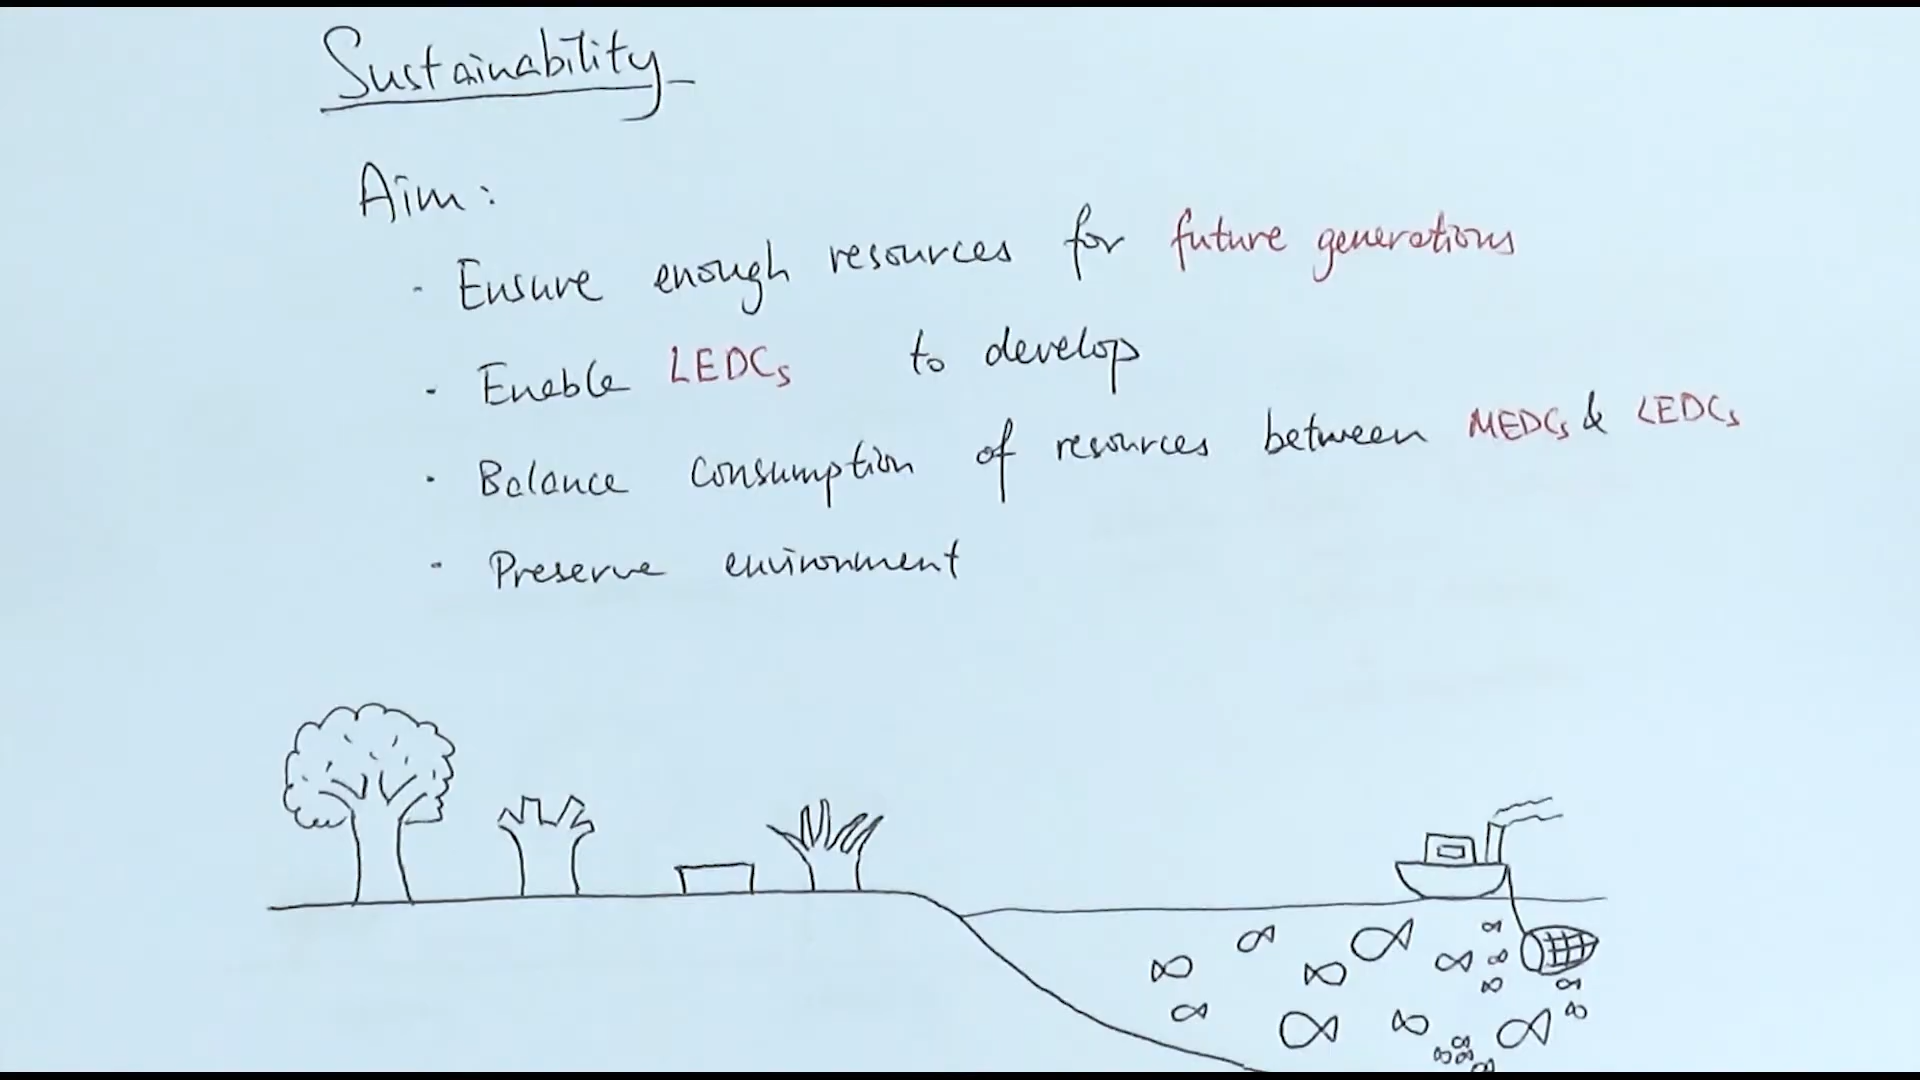 Sustainability
Aim:
· Ensure enough resources for future generations
· Enable LEDCs to develop
· Balance consumption of resources between MEDCs & LEDCs
· Preserve environment